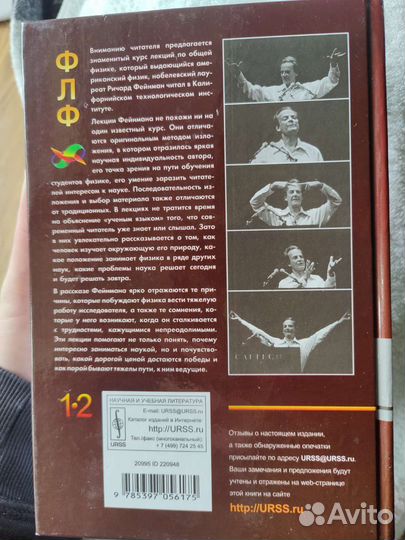 ФЛФ
Вниманию читателя предлагается
знаменитый курс лекций по общей
физике, который выдающийся аме-
риканский физик, нобелевский лау-
реат Ричард Фейнман читал в Кали-
форнийском технологическом инс-
титуте.
Лекции Фейнмана не похожи ни на
один известный курс. Они отлича-
ются оригинальным методом изло-
жения, в котором отразилась яркая
научная индивидуальность автора,
его точка зрения на пути обучения
студентов физике, его умение заразить читате-
лей интересом к науке. Последовательность из-
ложения и выбор материала также отличаются
от традиционных. В лекциях не тратится время
на объяснение «ученым языком» того, что сов-
ременный читатель уже знает или слышал. Зато
в них увлекательно рассказывается о том, как
человек изучает окружающую его природу, ка-
кое положение занимает физика в ряде других
наук, какие проблемы наука решает сегодня
и будет решать завтра.
В рассказе Фейнмана ярко отражаются те при-
чины, которые побуждают физика вести тяжелую
работу исследователя, а также те сомнения, ко-
торые у него возникают, когда он сталкивается
с трудностями, кажущимися непреодолимыми.
Эти лекции помогают не только понять, почему
интересно заниматься наукой, но и почувство-
вать, какой дорогой ценой достаются победы и
как порой бывают тяжелы пути, к ним ведущие.
CALTECH
1·2
НАУЧНАЯ И УЧЕБНАЯ ЛИТЕРАТУРА
E-mail: URSS@URSS.ru
Каталог изданий в Интернете:
http://URSS.ru
Тел./факс (многоканальный):
+ 7 (499) 724 25 45
URSS
20995 ID 220948
9 785397 056175
Отзывы о настоящем издании,
а также обнаруженные опечатки
присылайте по адресу URSS@URSS.ru.
Ваши замечания и предложения будут
учтены и отражены на web-странице
этой книги на сайте
http://URSS.ru
Avito